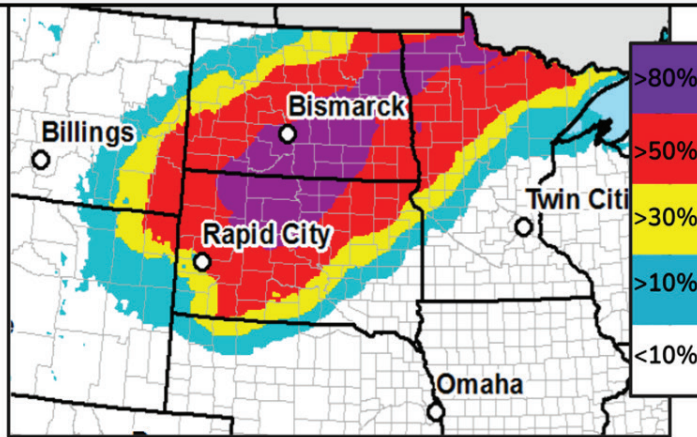 Bismarck
Billings
Rapid City
Twin Citi
Omaha
>80%
>50%
>30%
>10%
<10%